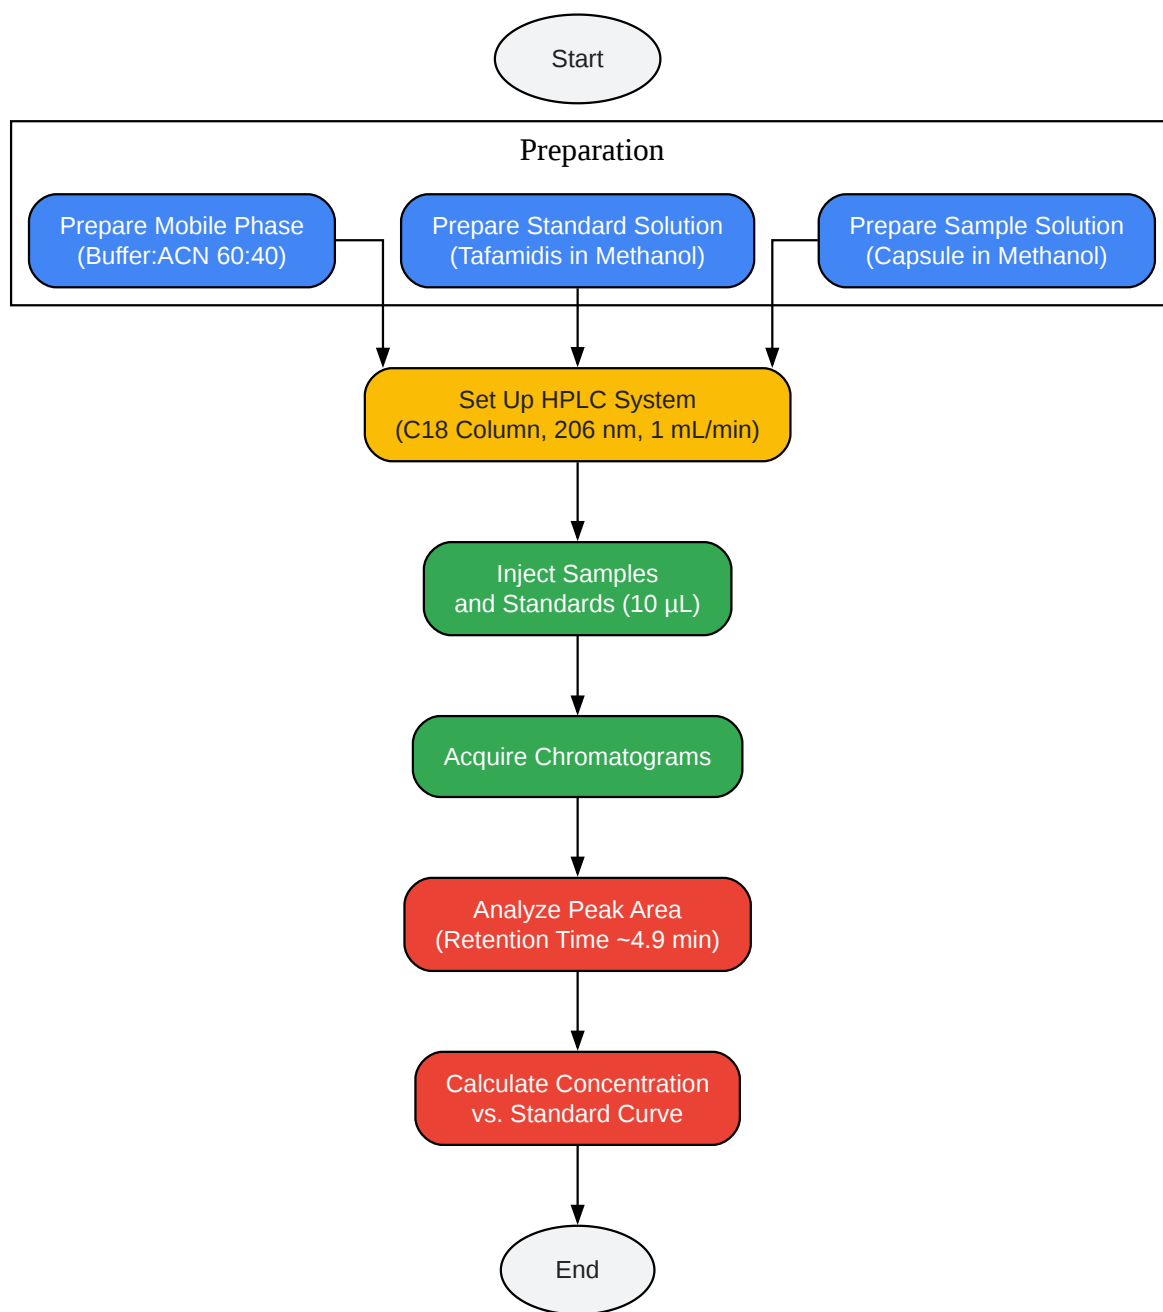 Start
Preparation
Prepare Mobile Phase
(Buffer:ACN 60:40)
Prepare Standard Solution
(Tafamidis in Methanol)
Prepare Sample Solution
(Capsule in Methanol)
Set Up HPLC System
(C18 Column, 206 nm, 1 mL/min)
Inject Samples
and Standards (10 µL)
Acquire Chromatograms
Analyze Peak Area
(Retention Time ~4.9 min)
Calculate Concentration
vs. Standard Curve
End